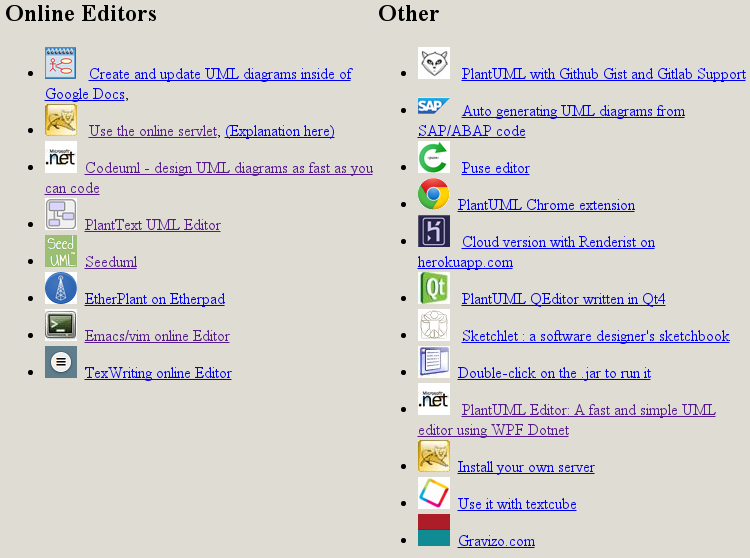 Online Editors
Create and update UML diagrams inside of
Google Docs,
Use the online servlet, (Explanation here)
Microsoft
.net
Codeuml - design UML diagrams as fast as you
can code
PlantText UML Editor
Seed
UML
Seeduml
EtherPlant on Etherpad
Emacs/vim online Editor
TexWriting online Editor
Other
PlantUML with Github Gist and Gitlab Support
SAP
Auto generating UML diagrams from
SAP/ABAP code
Puse editor
PlantUML Chrome extension
Cloud version with Renderist on
herokuapp.com
Qt
PlantUML QEditor written in Qt4
Sketchlet : a software designer's sketchbook
Double-click on the .jar to run it
Microsoft
.net
PlantUML Editor: A fast and simple UML
editor using WPF Dotnet
Install your own server
Use it with textcube
Gravizo.com